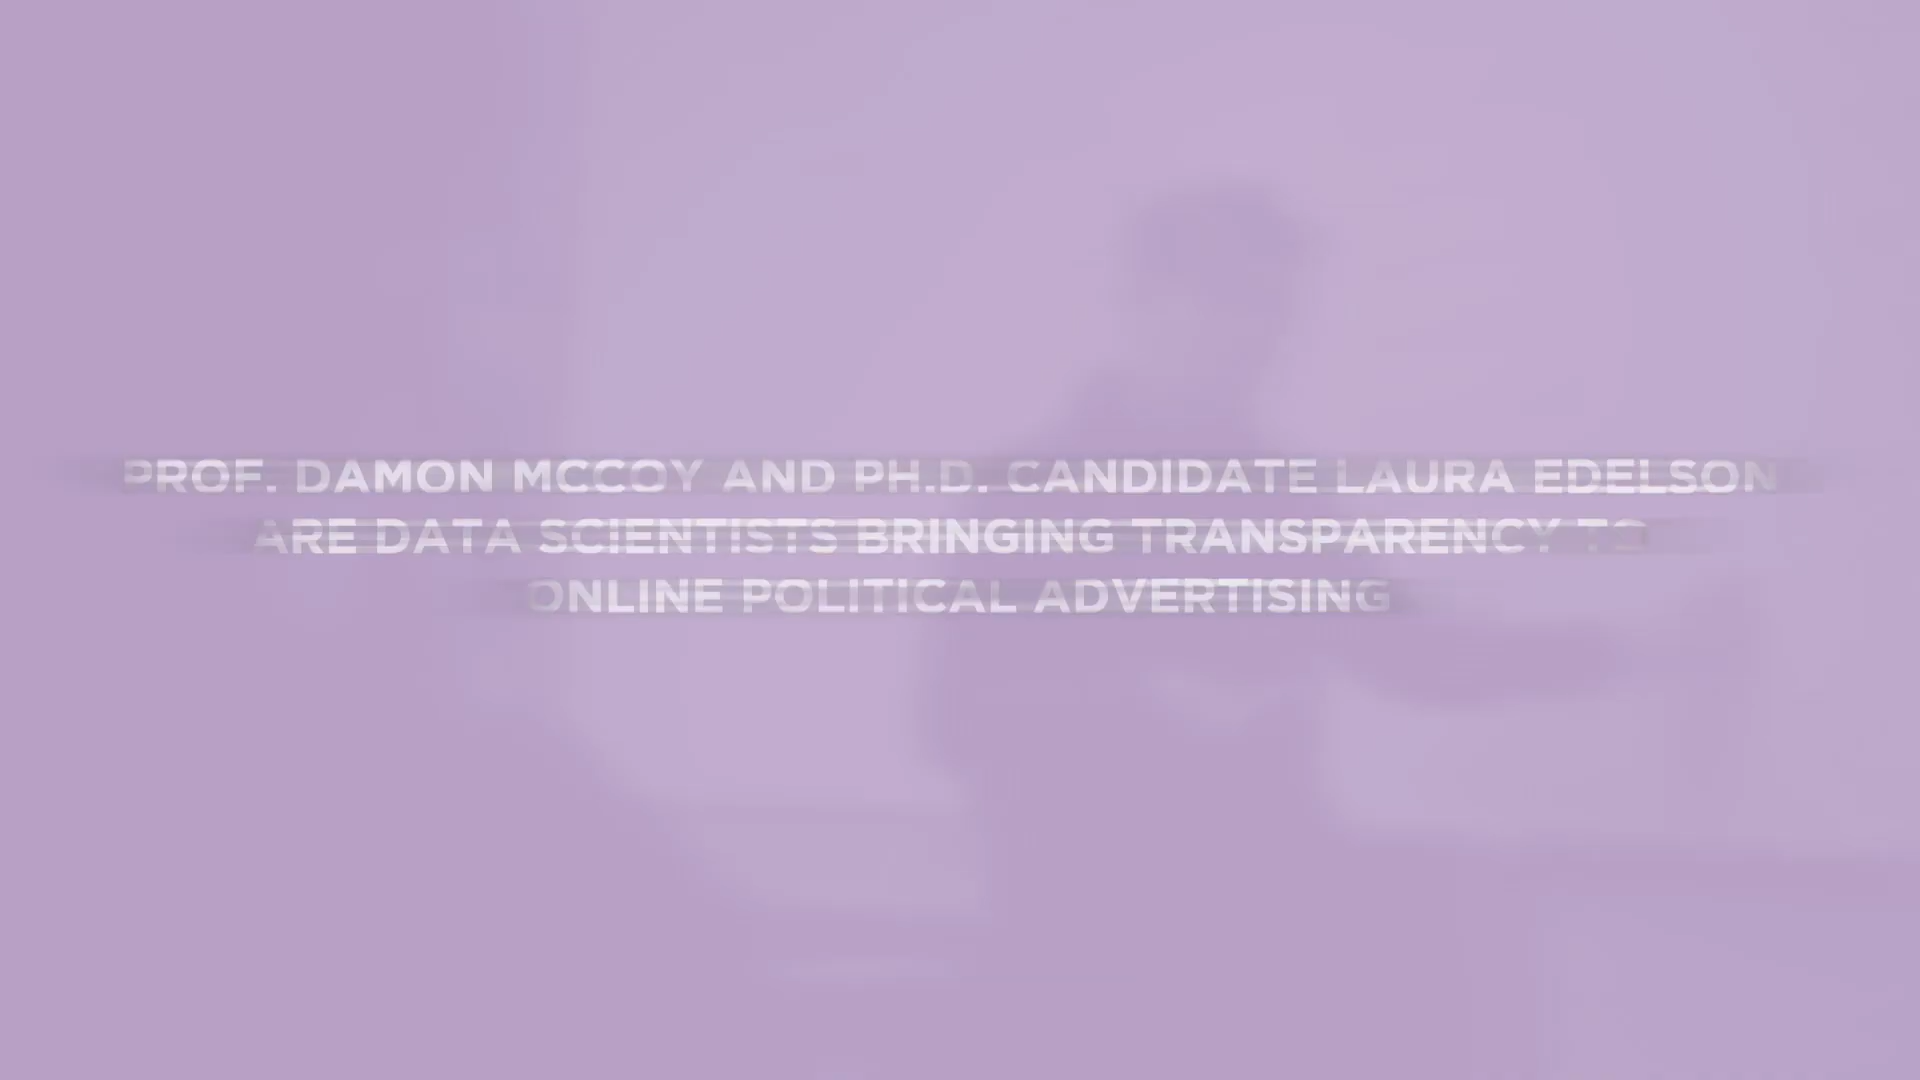 PROF. DAMON MCCOY AND PH.D. CANDIDATE LAURA EDELSON
ARE DATA SCIENTISTS BRINGING TRANSPARENCY TO
ONLINE POLITICAL ADVERTISING